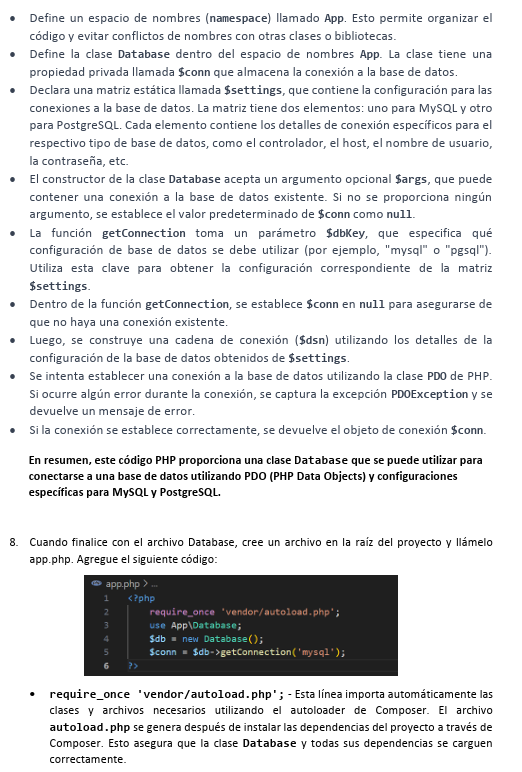 • Define un espacio de nombres (namespace) llamado App. Esto permite organizar el
código y evitar conflictos de nombres con otras clases o bibliotecas.
• Define la clase Database dentro del espacio de nombres App. La clase tiene una
propiedad privada llamada $conn que almacena la conexión a la base de datos.
• Declara una matriz estática llamada $settings, que contiene la configuración para las
conexiones a la base de datos. La matriz tiene dos elementos: uno para MySQL y otro
para PostgreSQL. Cada elemento contiene los detalles de conexión específicos para el
respectivo tipo de base de datos, como el controlador, el host, el nombre de usuario,
la contraseña, etc.
• El constructor de la clase Database acepta un argumento opcional $args, que puede
contener una conexión a la base de datos existente. Si no se proporciona ningún
argumento, se establece el valor predeterminado de $conn como null.
• La función getConnection toma un parámetro $dbKey, que especifica qué
configuración de base de datos se debe utilizar (por ejemplo, "mysql" o "pgsql").
Utiliza esta clave para obtener la configuración correspondiente de la matriz
$settings.
• Dentro de la función getConnection, se establece $conn en null para asegurarse de
que no haya una conexión existente.
• Luego, se construye una cadena de conexión ($dsn) utilizando los detalles de la
configuración de la base de datos obtenidos de $settings.
• Se intenta establecer una conexión a la base de datos utilizando la clase PDO de PHP.
Si ocurre algún error durante la conexión, se captura la excepción PDOException y se
devuelve un mensaje de error.
• Si la conexión se establece correctamente, se devuelve el objeto de conexión $conn.
En resumen, este código PHP proporciona una clase Database que se puede utilizar para
conectarse a una base de datos utilizando PDO (PHP Data Objects) y configuraciones
específicas para MySQL y PostgreSQL.
8. Cuando finalice con el archivo Database, cree un archivo en la raíz del proyecto y llámelo
app.php. Agregue el siguiente código:
app.php > ...
1 <?php
2 require_once 'vendor/autoload.php';
3 use App\Database;
4 $db = new Database();
5 $conn = $db->getConnection('mysql');
6 ?>
• require_once 'vendor/autoload.php'; - Esta línea importa automáticamente las
clases y archivos necesarios utilizando el autoloader de Composer. El archivo
autoload.php se genera después de instalar las dependencias del proyecto a través de
Composer. Esto asegura que la clase Database y todas sus dependencias se carguen
correctamente.